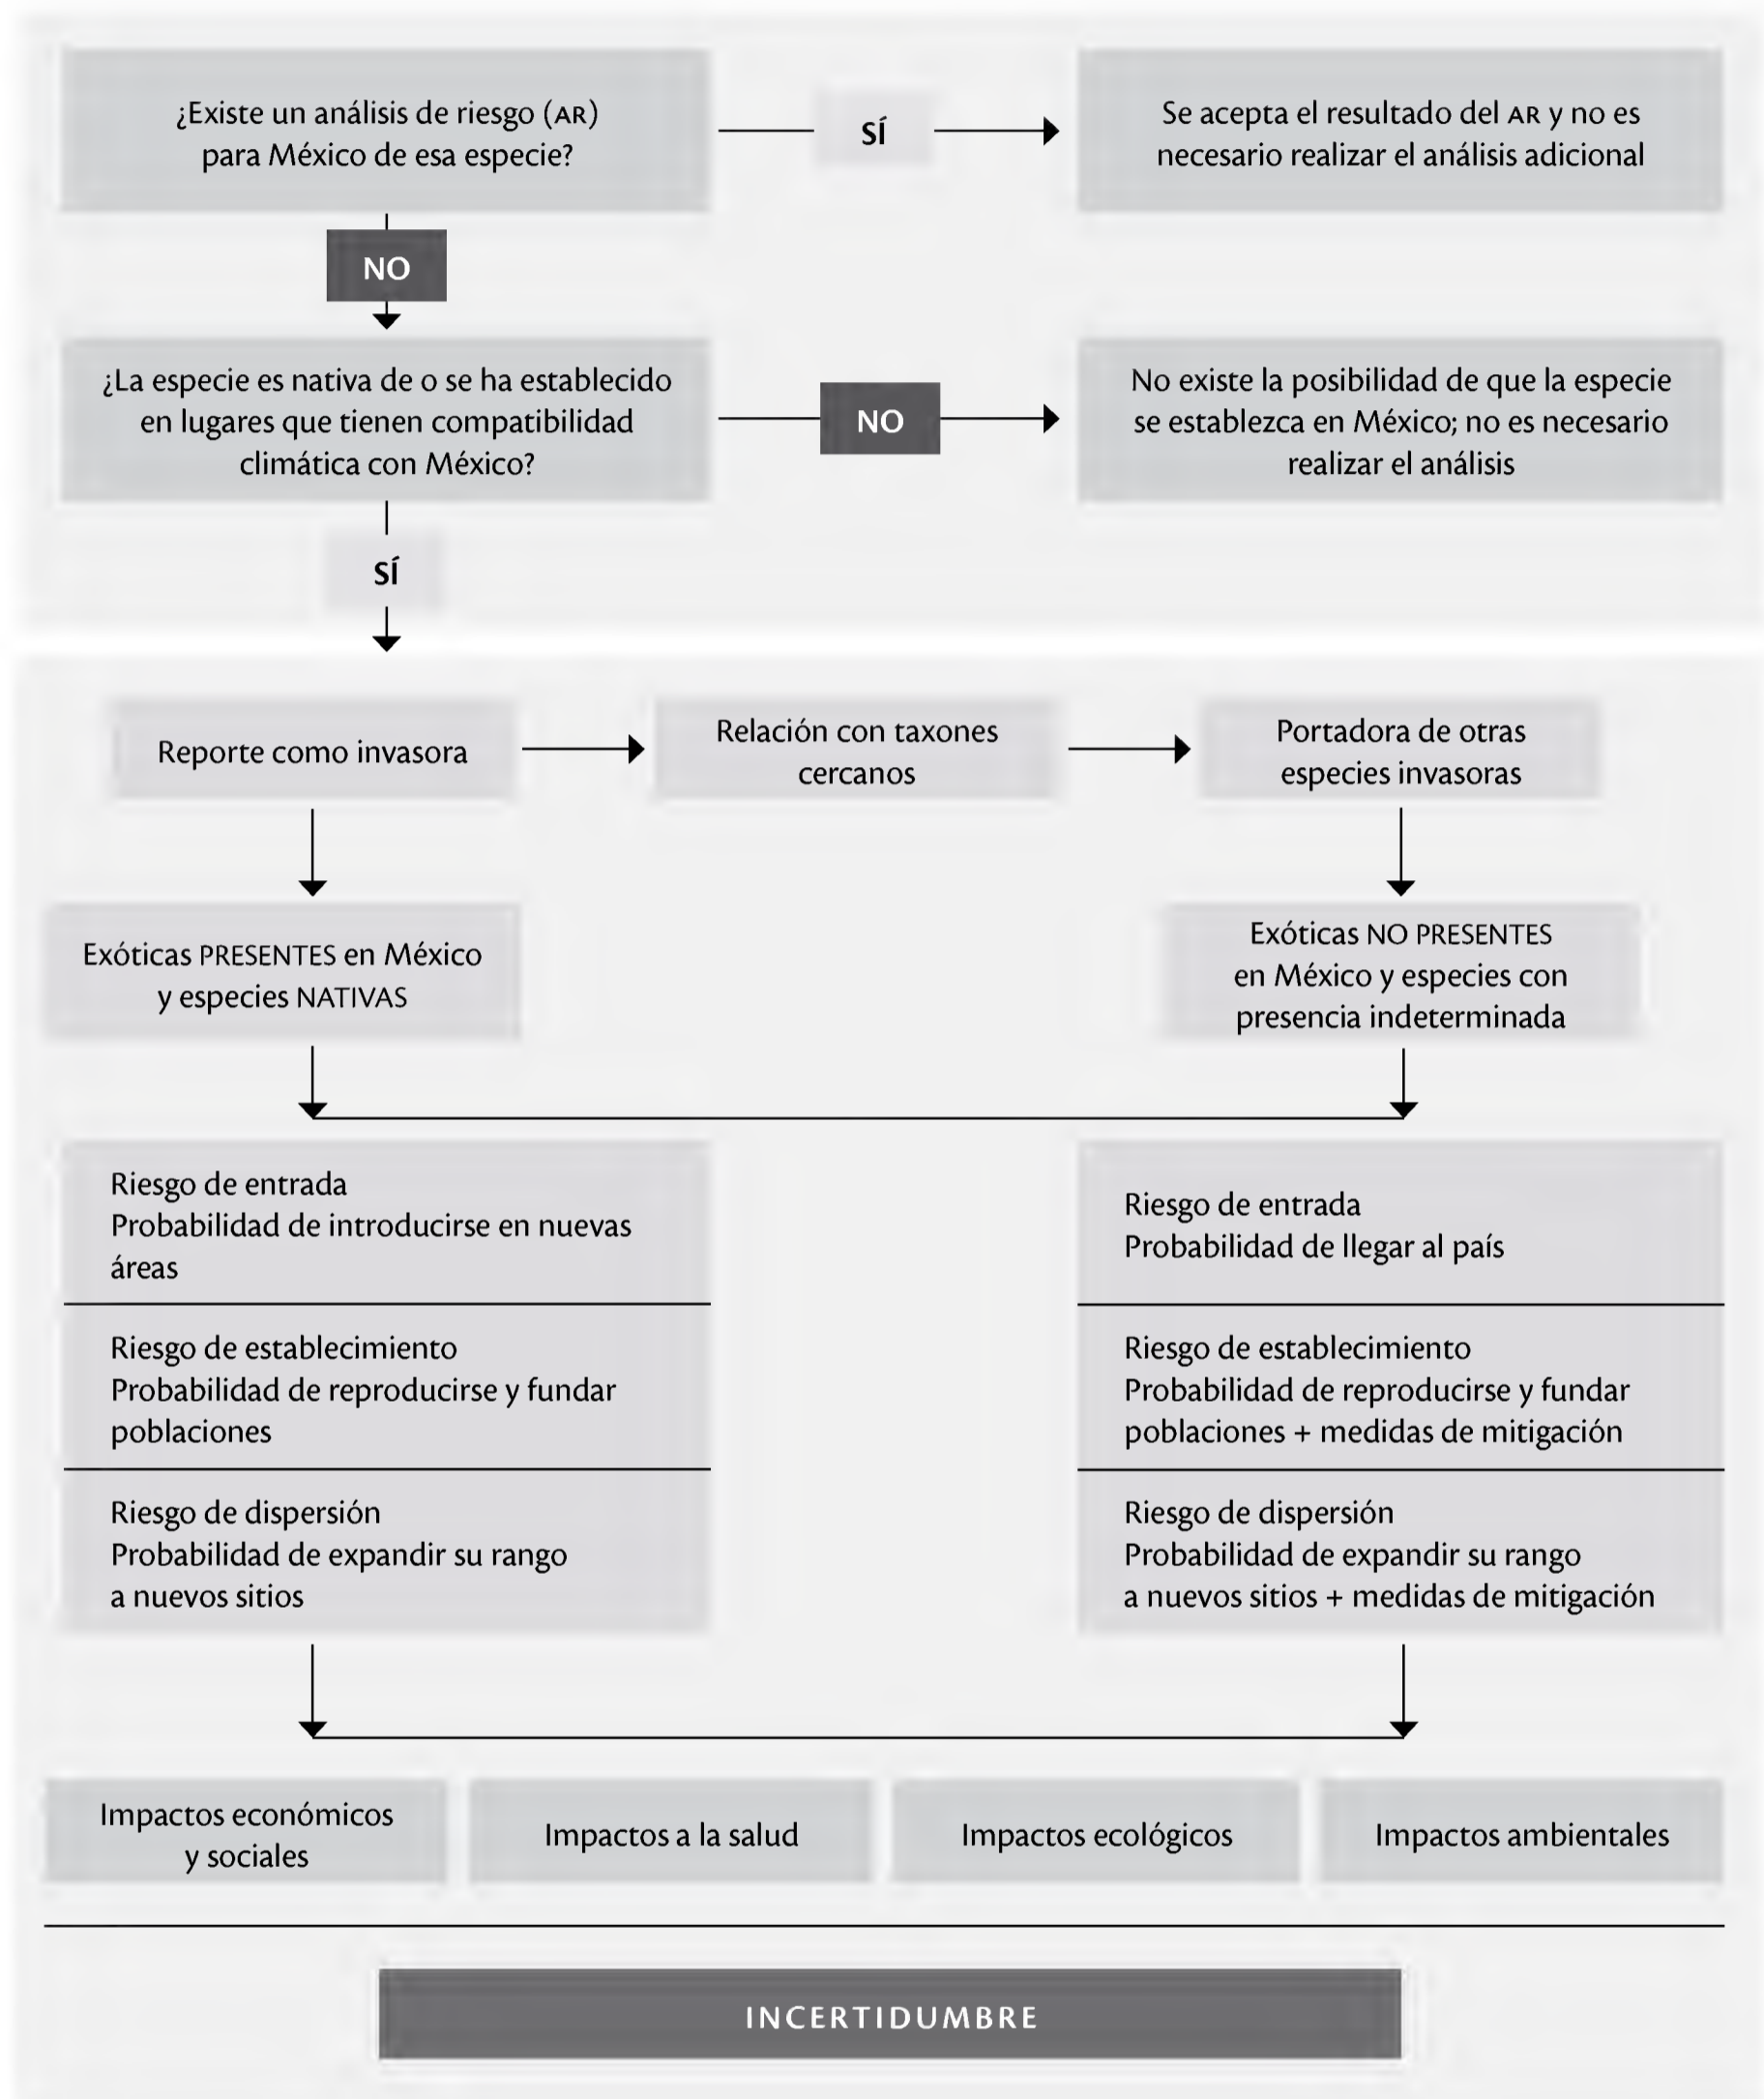 ¿Existe un análisis de riesgo (AR)
para México de esa especie?
SÍ
Se acepta el resultado del AR y no es
necesario realizar el análisis adicional
NO
¿La especie es nativa de o se ha establecido
en lugares que tienen compatibilidad
climática con México?
NO
No existe la posibilidad de que la especie
se establezca en México; no es necesario
realizar el análisis
SÍ
Reporte como invasora
Relación con taxones
cercanos
Portadora de otras
especies invasoras
Exóticas PRESENTES en México
y especies NATIVAS
Exóticas NO PRESENTES
en México y especies con
presencia indeterminada
Riesgo de entrada
Probabilidad de introducirse en nuevas
áreas
Riesgo de establecimiento
Probabilidad de reproducirse y fundar
poblaciones
Riesgo de dispersión
Probabilidad de expandir su rango
a nuevos sitios
Riesgo de entrada
Probabilidad de llegar al país
Riesgo de establecimiento
Probabilidad de reproducirse y fundar
poblaciones + medidas de mitigación
Riesgo de dispersión
Probabilidad de expandir su rango
a nuevos sitios + medidas de mitigación
Impactos económicos
y sociales
Impactos a la salud
Impactos ecológicos
Impactos ambientales
INCERTIDUMBRE